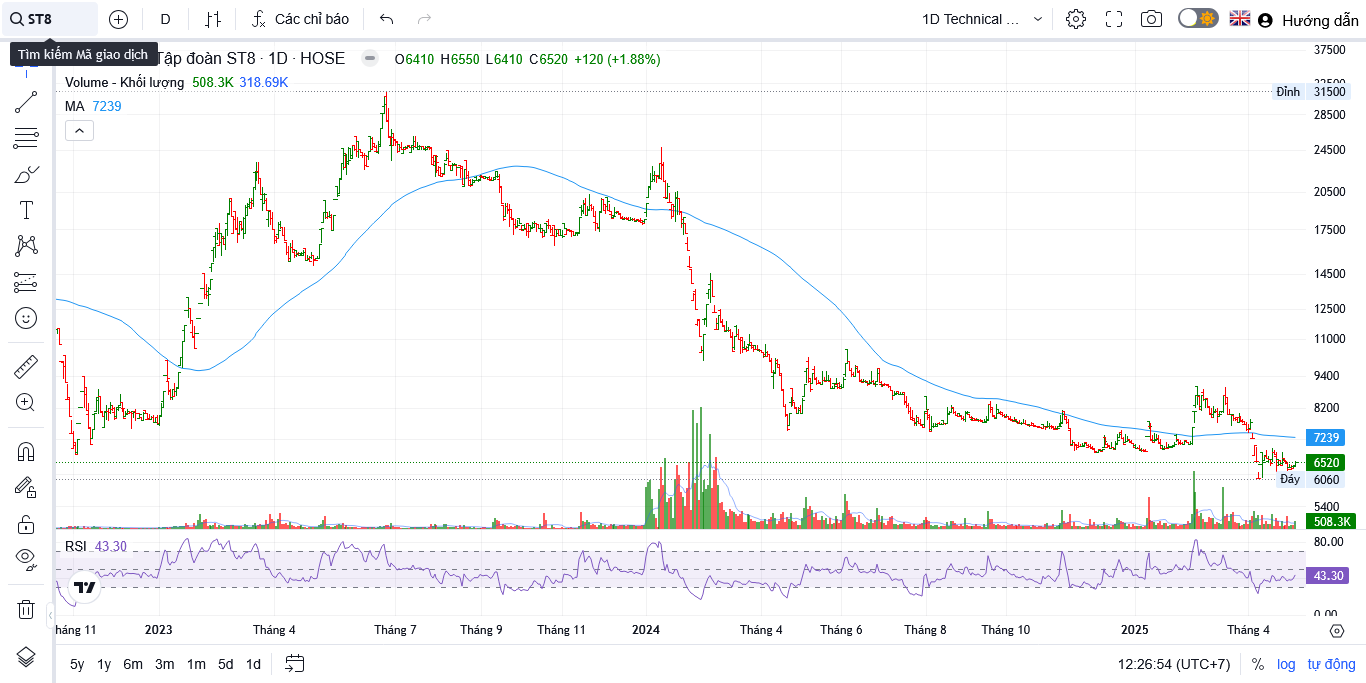 ST8
D
Các chỉ báo
1D Technical ...
Hướng dẫn
Tìm kiếm Mã giao dịch
Tập đoàn ST8 · 1D · HOSE
O6410 H6550 L6410 C6520 +120 (+1.88%)
Volume - Khối lượng 508.3K 318.69K
MA 7239
37500
32500
Đỉnh 31500
28500
24500
20500
17500
14500
12500
11000
9400
8200
7239
6520
Đáy 6060
5400
508.3K
RSI 43.30
80.00
43.30
0.00
háng 11 2023 Tháng 4 Tháng 7 Tháng 9 Tháng 11 2024 Tháng 4 Tháng 6 Tháng 8 Tháng 10 2025 Tháng 4
5y 1y 6m 3m 1m 5d 1d
12:26:54 (UTC+7) % log tự động